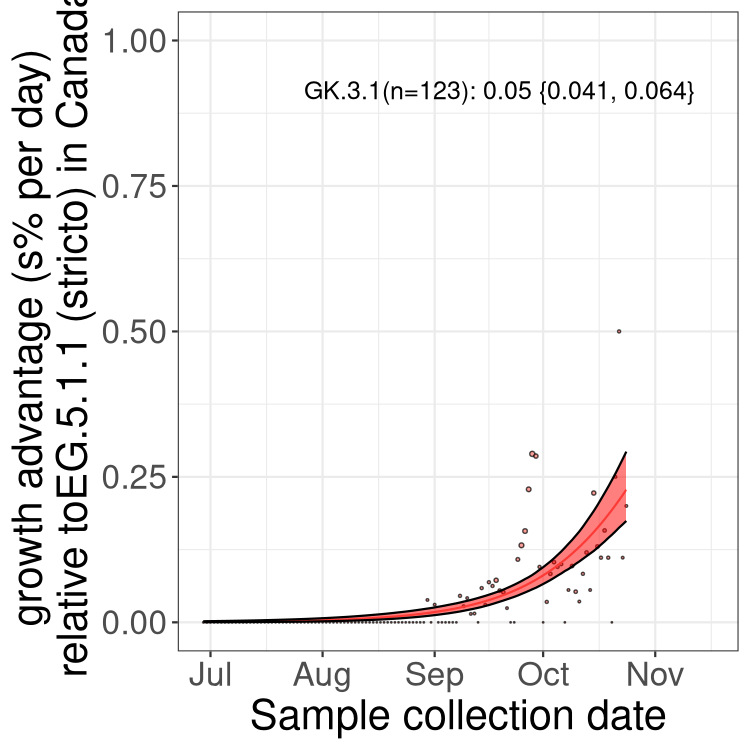 growth advantage (s% per day)
relative toEG.5.1.1 (stricto) in Canada
1.00
0.75
0.50
0.25
0.00
GK.3.1(n=123): 0.05 {0.041, 0.064}
Jul Aug Sep Oct Nov
Sample collection date